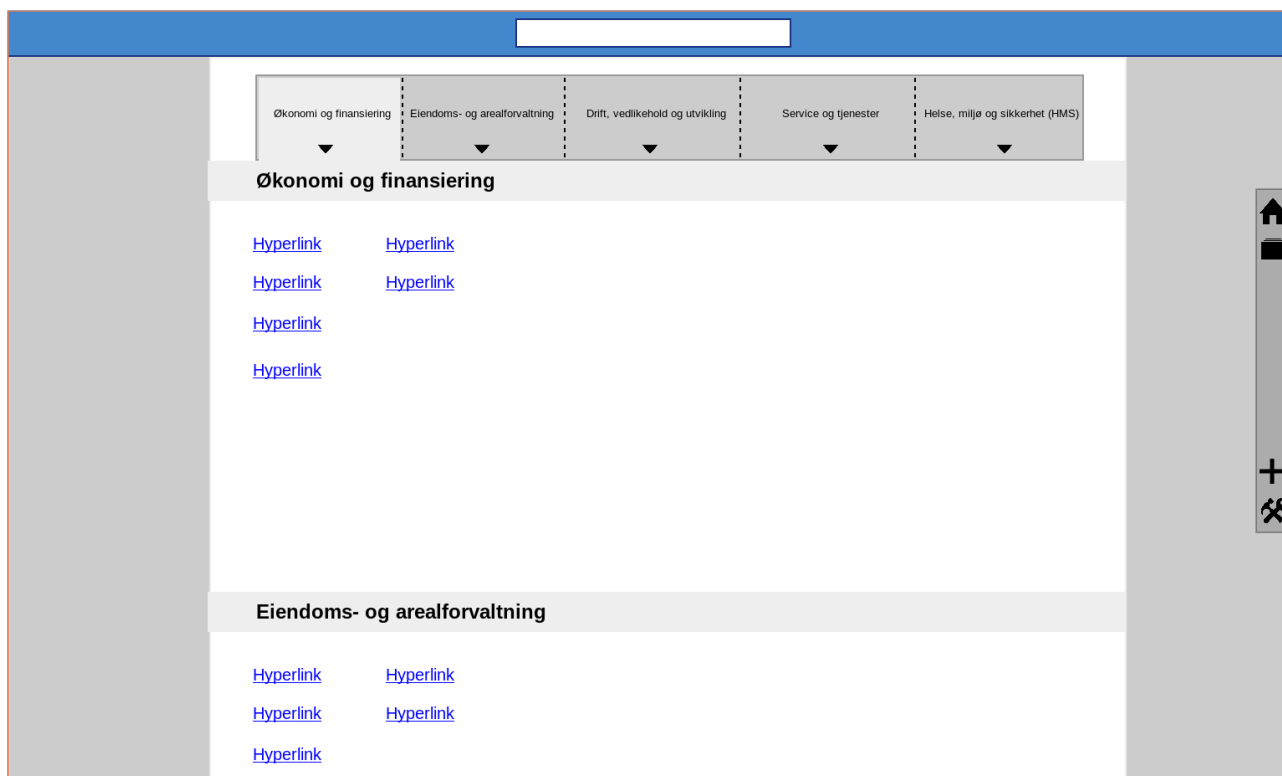 Økonomi og finansiering Eiendoms- og arealforvaltning Drift, vedlikehold og utvikling Service og tjenester Helse, miljø og sikkerhet (HMS)
Økonomi og finansiering
Hyperlink Hyperlink
Hyperlink Hyperlink
Hyperlink
Hyperlink
Eiendoms- og arealforvaltning
Hyperlink Hyperlink
Hyperlink Hyperlink
Hyperlink